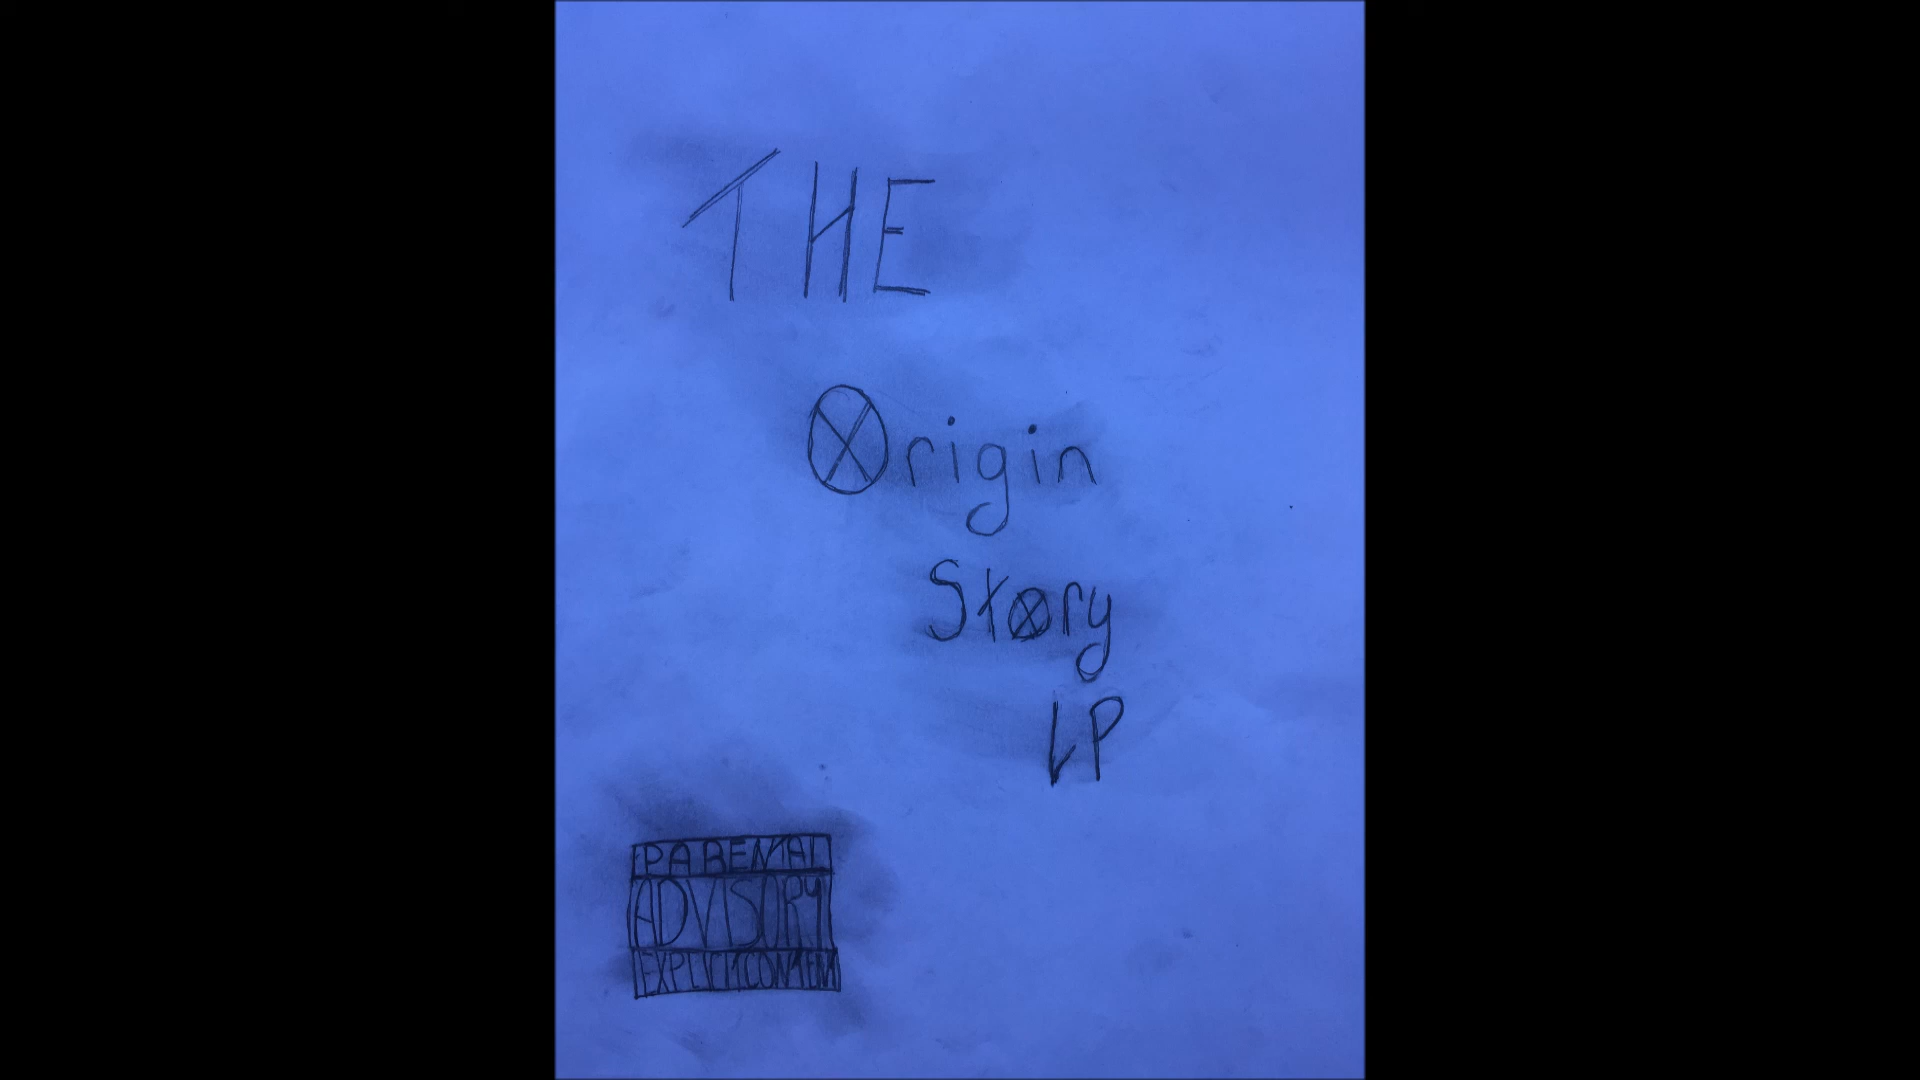 THE
Origin
Story
LP
PARENTAL
ADVISORY
EXPLICIT CONTENT